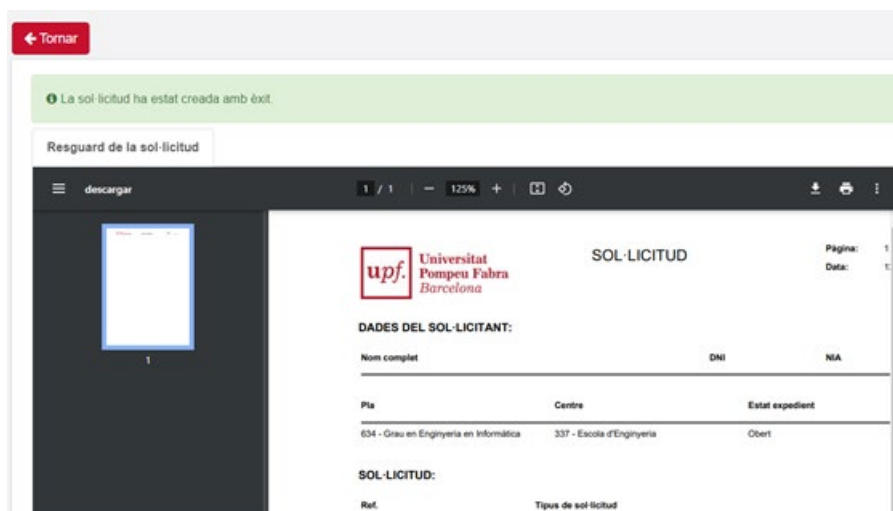 Tornar
La sol·licitud ha estat creada amb èxit.
Resguard de la sol·licitud
descargar
1 / 1
125%
upf. Universitat
Pompeu Fabra
Barcelona
SOL·LICITUD
Pàgina: 1
Data:
DADES DEL SOL·LICITANT:
Nom complet DNI NIA
Pla Centre Estat expedient
634 - Grau en Enginyeria en Informàtica 337 - Escola d'Enginyeria Obert
SOL·LICITUD:
Ref. Tipus de sol·licitud
1